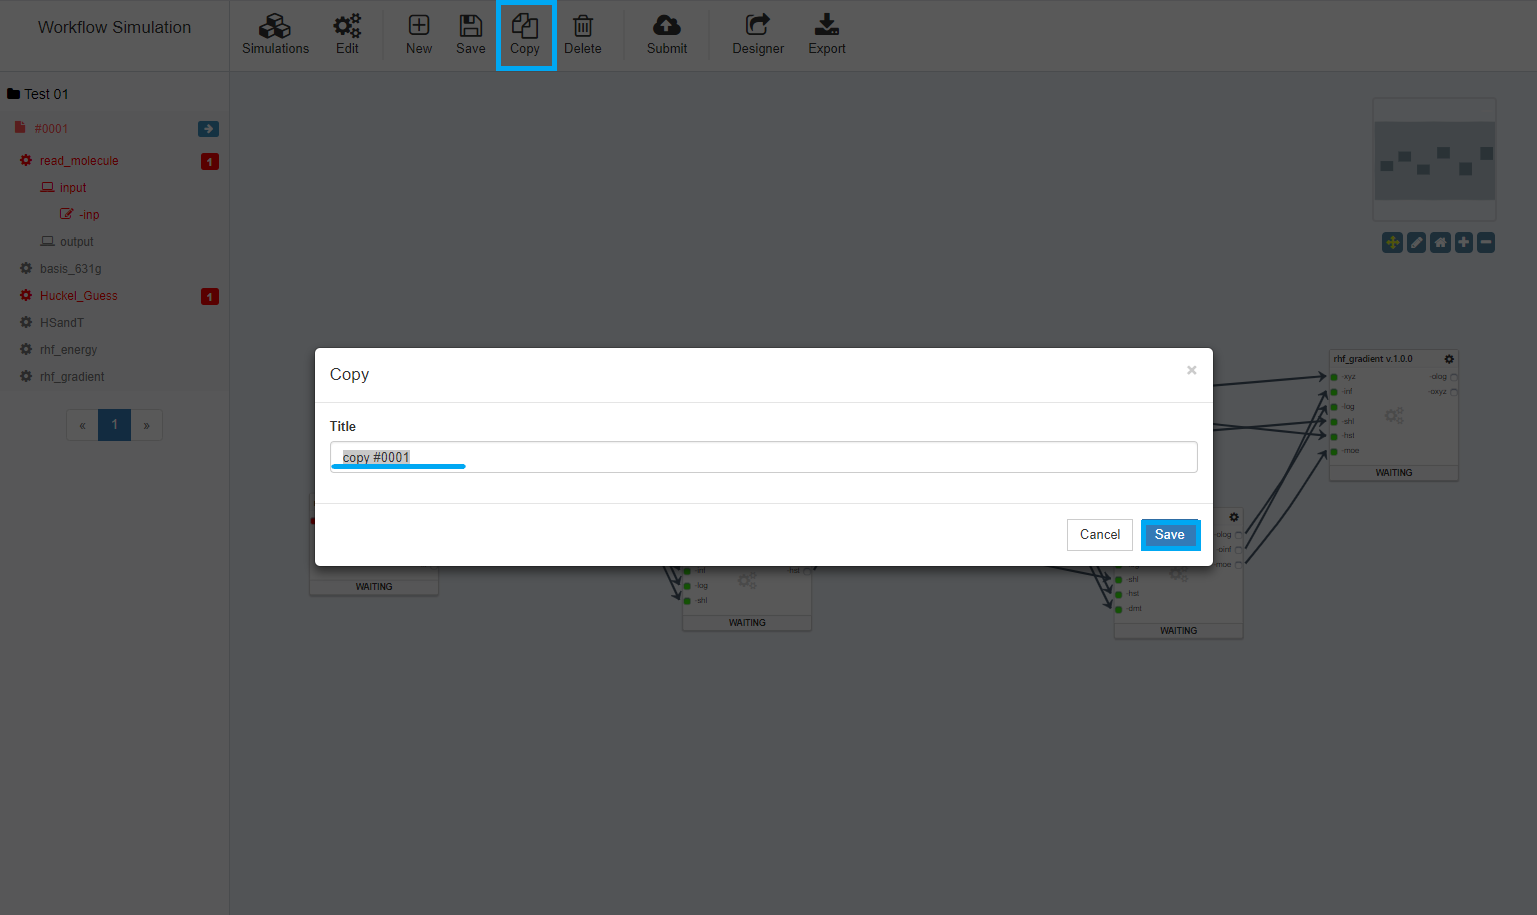 Workflow Simulation
Simulations
Edit
New
Save
Copy
Delete
Submit
Designer
Export
Test 01
#0001
read_molecule
1
input
-inp
output
basis_631g
Huckel_Guess
1
HSandT
rhf_energy
rhf_gradient
«
1
»
Copy
×
Title
copy #0001
Cancel
Save
rhf_gradient v.1.0.0
-xyz
-olog
-inf
-oxyz
-log
-shl
-hst
-moe
WAITING
WAITING
-inf
-hst
-log
-shl
WAITING
-olog
-oinf
-moe
-shl
-hst
-dmt
WAITING